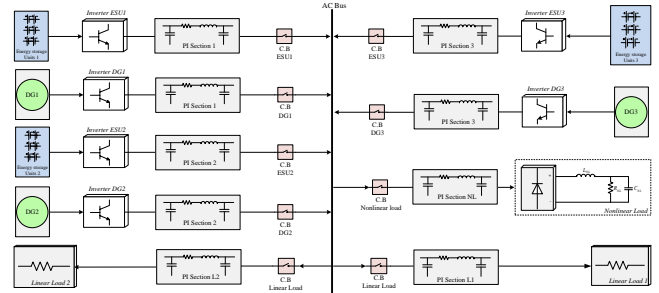 AC Bus
Inverter ESU1
Energy storage
Units 1
PI Section 1
C.B
ESU1
Inverter DG1
DG1
PI Section 1
C.B
DG1
Inverter ESU2
Energy storage
Units 2
PI Section 2
C.B
ESU2
Inverter DG2
DG2
PI Section 2
C.B
DG2
Linear Load 2
PI Section L2
C.B
Linear Load
Inverter ESU3
C.B
ESU3
PI Section 3
Energy storage
Units 3
Inverter DG3
C.B
DG3
PI Section 3
DG3
C.B
Nonlinear load
PI Section NL
Nonlinear Load
C.B
Linear Load
PI Section L1
Linear Load 1